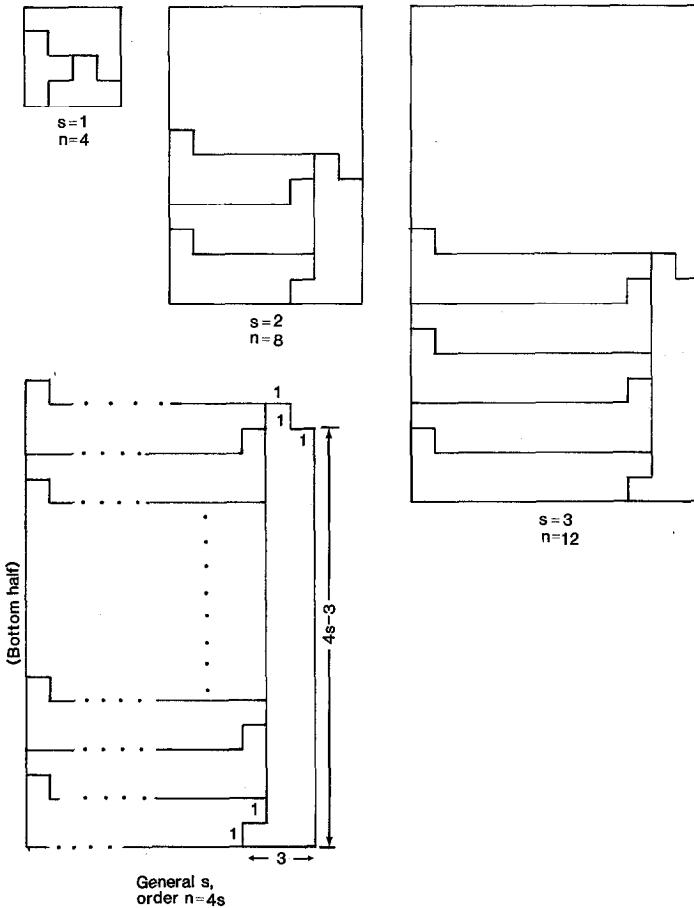 s=1
n=4
s=2
n=8
s=3
n=12
1
1
1
(Bottom half)
4s-3
1
1
3
General s,
order n=4s